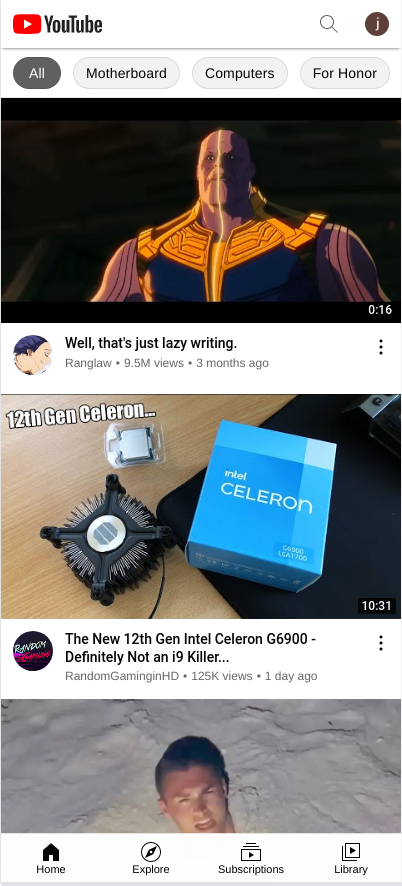 YouTube
j
All
Motherboard
Computers
For Honor
0:16
Well, that's just lazy writing.
Ranglaw • 9.5M views • 3 months ago
12th Gen Celeron...
intel
CELERON
G6900
LGA1700
10:31
RANDOM
GAMING
The New 12th Gen Intel Celeron G6900 -
Definitely Not an i9 Killer...
RandomGaminginHD • 125K views • 1 day ago
Home
Explore
Subscriptions
Library